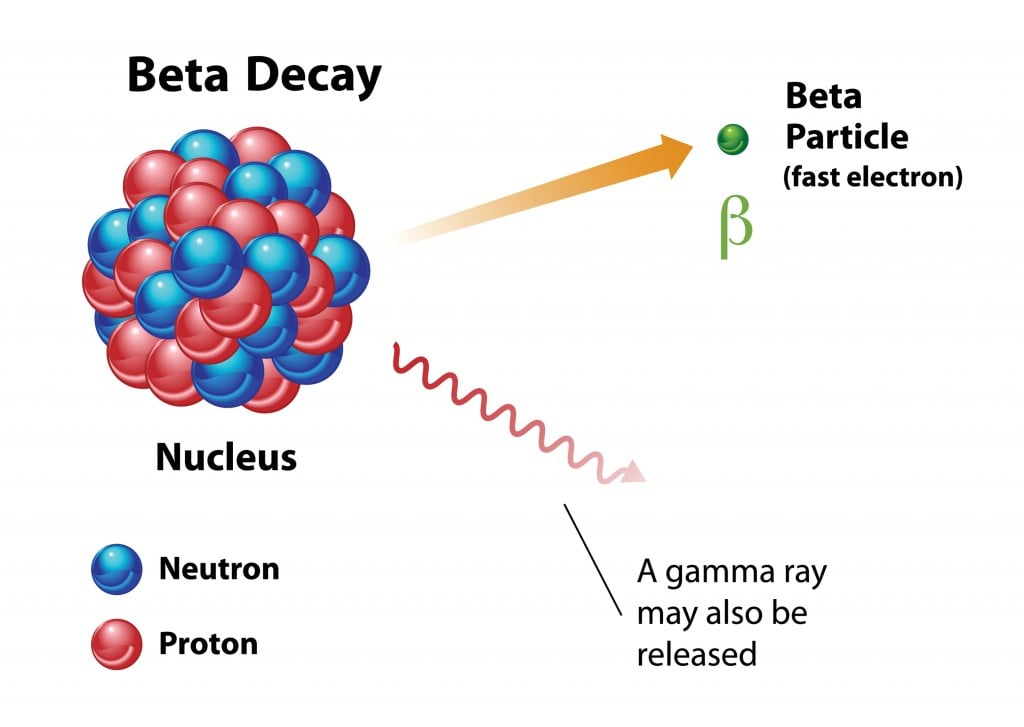 Beta Decay
Beta
Particle
(fast electron)
β
Nucleus
Neutron
Proton
A gamma ray
may also be
released